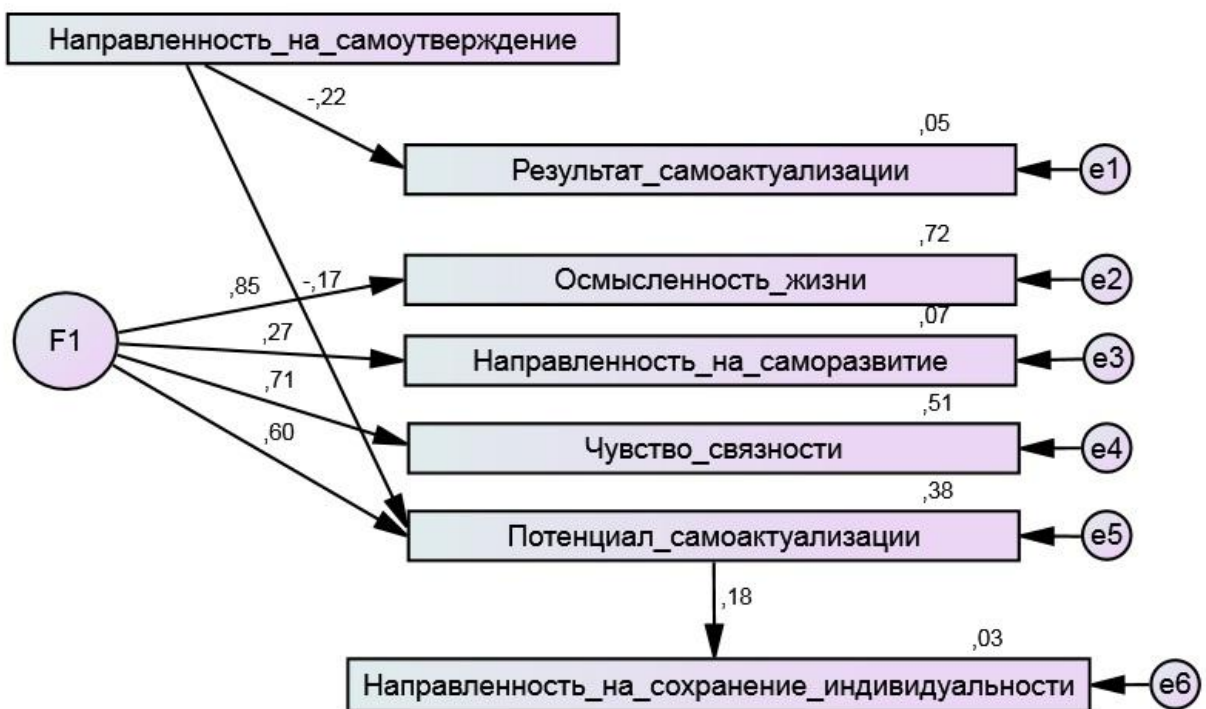 Направленность_на_самоутверждение
-,22
,05
Результат_самоактуализации
e1
,72
Осмысленность_жизни
e2
,85
-,17
F1
,07
,27
Направленность_на_саморазвитие
e3
,71
,51
,60
Чувство_связности
e4
,38
Потенциал_самоактуализации
e5
,18
,03
Направленность_на_сохранение_индивидуальности
e6